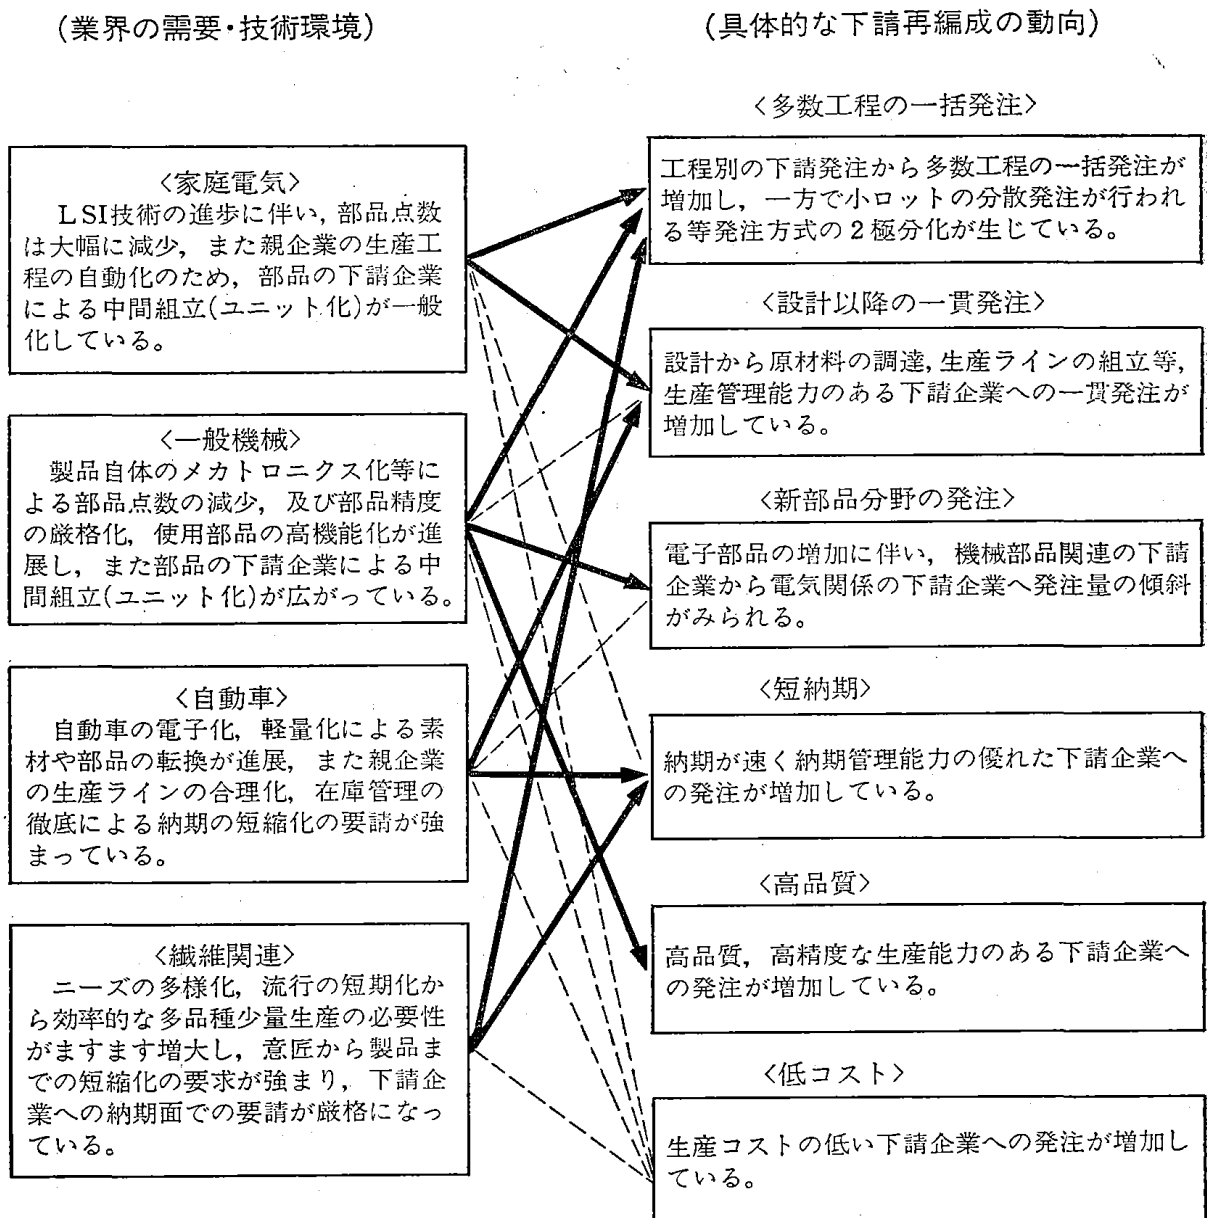 (業界の需要・技術環境)
<家庭電気>
LSI技術の進歩に伴い,部品点数
は大幅に減少,また親企業の生産工
程の自動化のため,部品の下請企業
による中間組立(ユニット化)が一般
化している。
<一般機械>
製品自体のメカトロニクス化等に
よる部品点数の減少,及び部品精度
の厳格化,使用部品の高機能化が進
展し,また部品の下請企業による中
間組立(ユニット化)が広がっている。
<自動車>
自動車の電子化,軽量化による素
材や部品の転換が進展,また親企業
の生産ラインの合理化,在庫管理の
徹底による納期の短縮化の要請が強
まっている。
<繊維関連>
ニーズの多様化,流行の短期化か
ら効率的な多品種少量生産の必要性
がますます増大し,意匠から製品ま
での短縮化の要求が強まり,下請企
業への納期面での要請が厳格になっ
ている。
(具体的な下請再編成の動向)
<多数工程の一括発注>
工程別の下請発注から多数工程の一括発注が
増加し,一方で小ロットの分散発注が行われ
る等発注方式の2極分化が生じている。
<設計以降の一貫発注>
設計から原材料の調達,生産ラインの組立等,
生産管理能力のある下請企業への一貫発注が
増加している。
<新部品分野の発注>
電子部品の増加に伴い,機械部品関連の下請
企業から電気関係の下請企業へ発注量の傾斜
がみられる。
<短納期>
納期が速く納期管理能力の優れた下請企業へ
の発注が増加している。
<高品質>
高品質,高精度な生産能力のある下請企業へ
の発注が増加している。
<低コスト>
生産コストの低い下請企業への発注が増加し
ている。